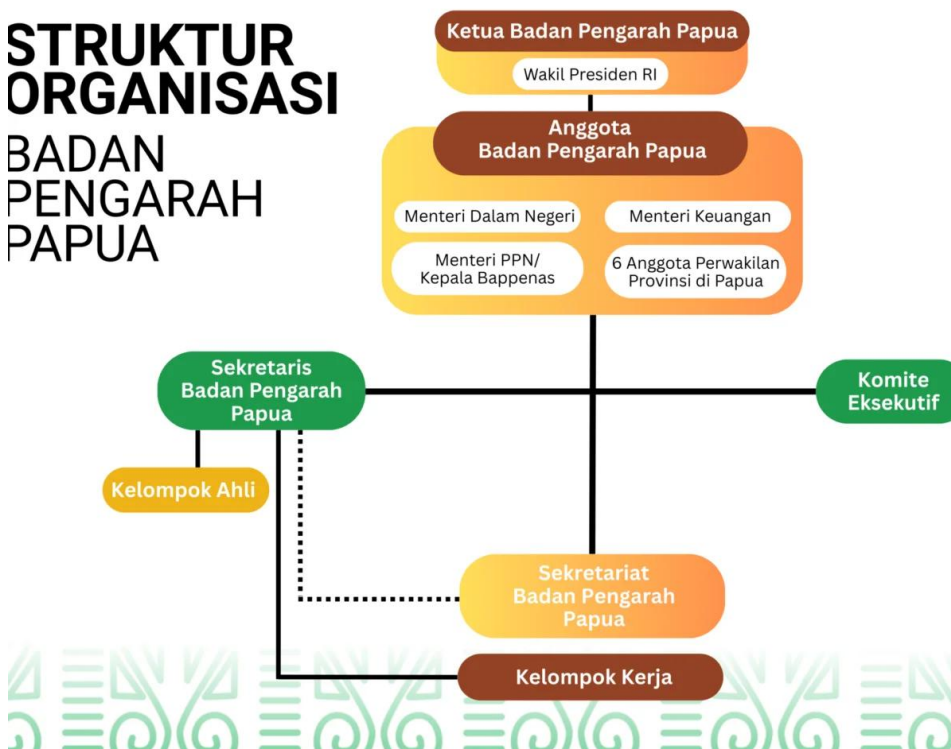 STRUKTUR
ORGANISASI
BADAN
PENGARAH
PAPUA
Ketua Badan Pengarah Papua
Wakil Presiden RI
Anggota
Badan Pengarah Papua
Menteri Dalam Negeri
Menteri Keuangan
Menteri PPN/
Kepala Bappenas
6 Anggota Perwakilan
Provinsi di Papua
Sekretaris
Badan Pengarah
Papua
Komite
Eksekutif
Kelompok Ahli
Sekretariat
Badan Pengarah
Papua
Kelompok Kerja